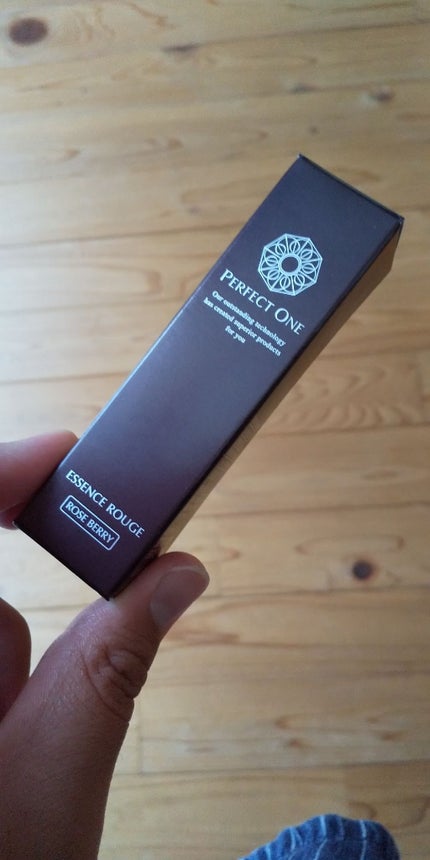 PERFECT ONE
Our outstanding technology
has created superior products
for you
ESSENCE ROUGE
ROSE BERRY